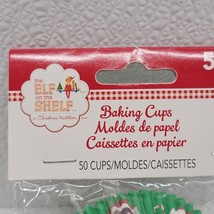 5
the
ELF
on the
SHELF
a Christmas tradition
Baking Cups
Moldes de papel
Caissettes en papier
50 CUPS/MOLDES/CAISSETTES